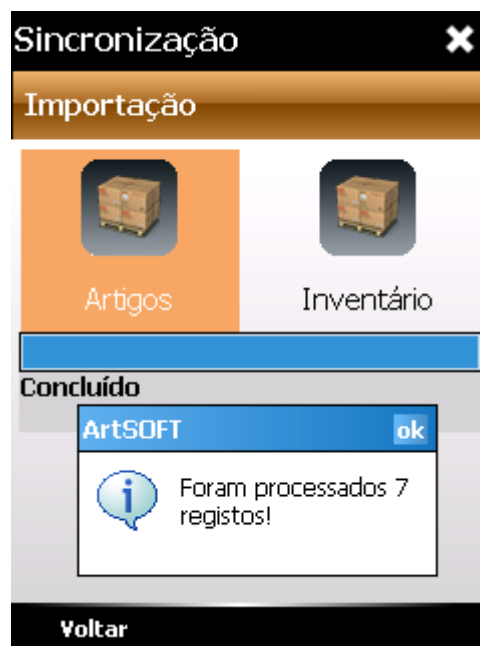 Sincronização
Importação
Artigos
Inventário
Concluído
ArtSOFT
ok
Foram processados 7
registos!
Voltar